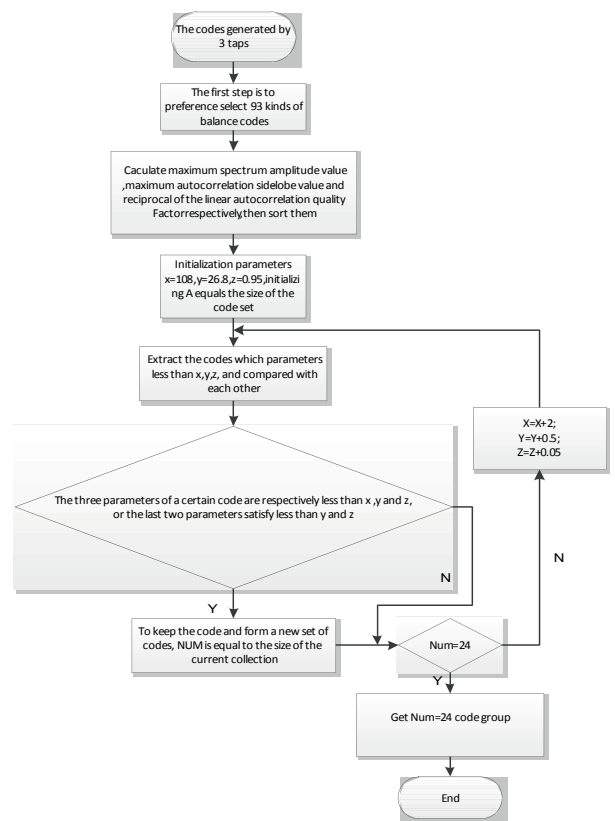 The codes generated by
3 taps
The first step is to
preference select 93 kinds of
balance codes
Caculate maximum spectrum amplitude value
,maximum autocorrelation sidelobe value and
reciprocal of the linear autocorrelation quality
Factorrespectively,then sort them
Initialization parameters
x=108,y=26.8,z=0.95,initializi
ng A equals the size of the
code set
Extract the codes which parameters
less than x,y,z, and compared with
each other
X=X+2;
Y=Y+0.5;
Z=Z+0.05
The three parameters of a certain code are respectively less than x ,y and z,
or the last two parameters satisfy less than y and z
N
N
Y
To keep the code and form a new set of
codes, NUM is equal to the size of the
current collection
Num=24
Y
Get Num=24 code group
End